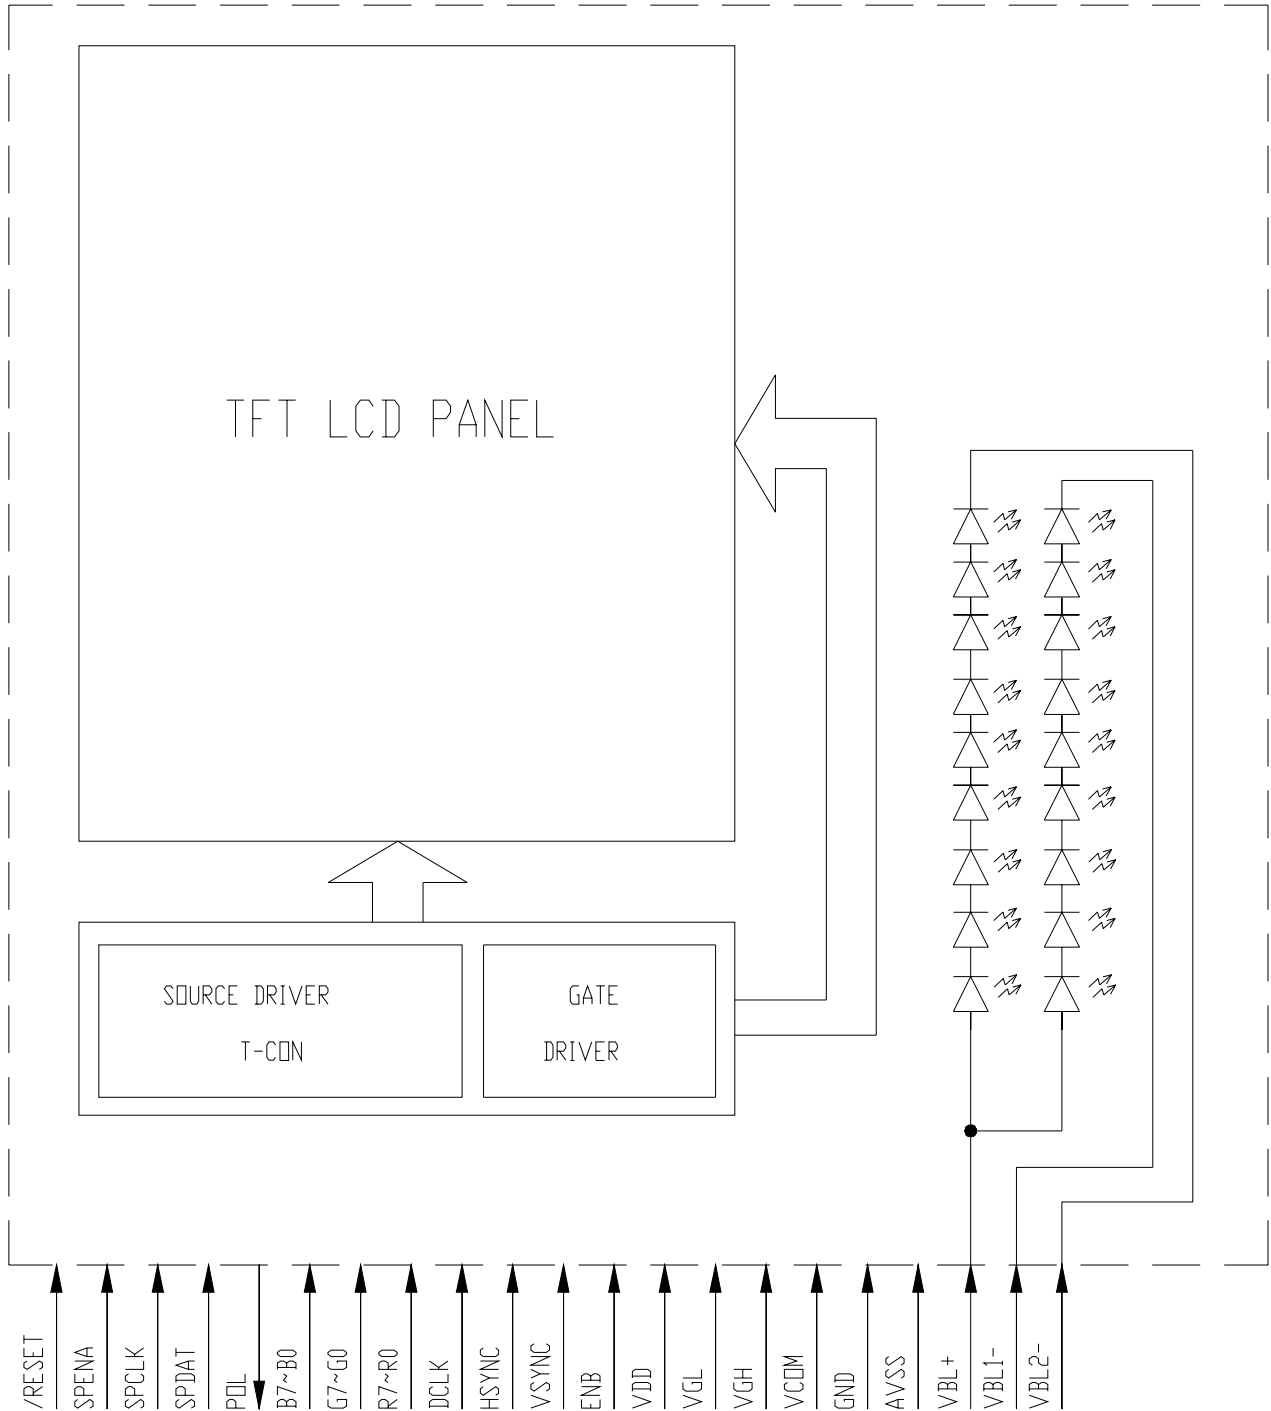 TFT LCD PANEL
SOURCE DRIVER
T-CON
GATE
DRIVER
/RESET
SPENA
SPCLK
SPDAT
POL
B7~B0
G7~G0
R7~R0
DCLK
HSYNC
VSYNC
ENB
VDD
VGL
VGH
VCOM
GND
AVSS
VBL+
VBL1-
VBL2-